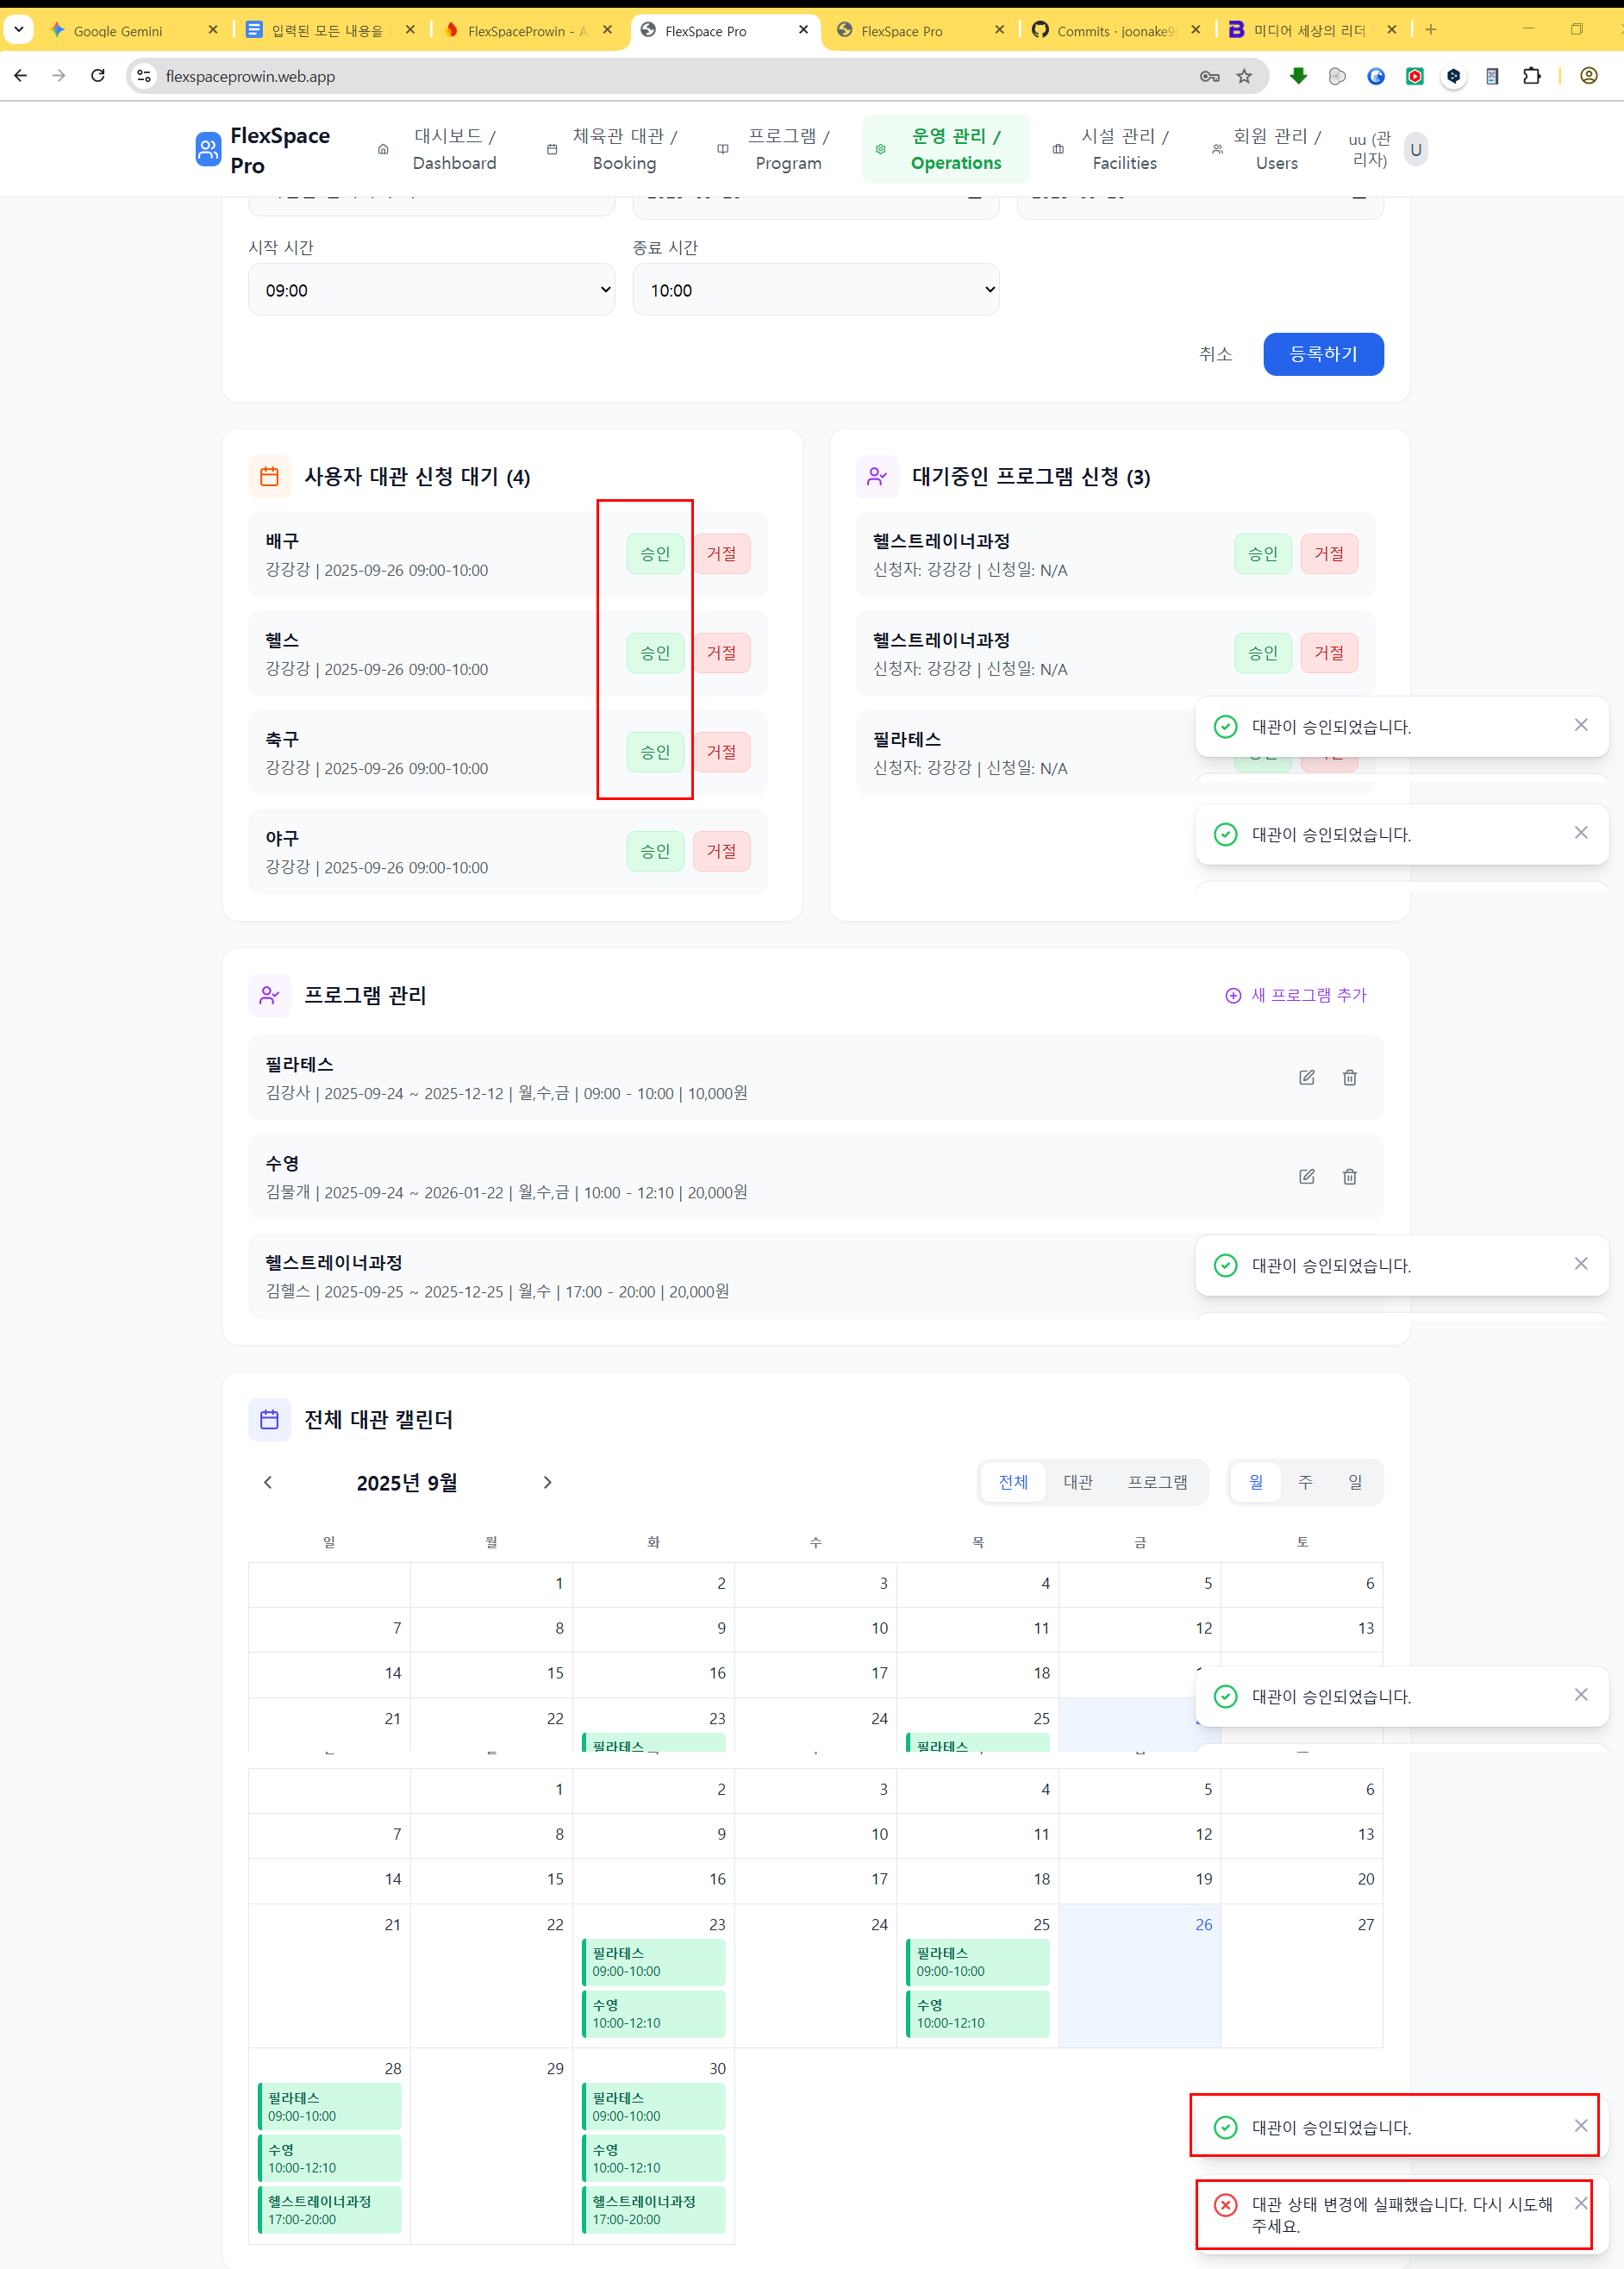 Google Gemini
입력된 모든 내용을
FlexSpaceProwin - A
FlexSpace Pro
FlexSpace Pro
Commits · joonake9
미디어 세상의 리더
flexspaceprowin.web.app
FlexSpace Pro
대시보드 / Dashboard
체육관 대관 / Booking
프로그램 / Program
운영 관리 / Operations
시설 관리 / Facilities
회원 관리 / Users
uu (관리자)
U
시작 시간
종료 시간
09:00
10:00
취소
등록하기
사용자 대관 신청 대기 (4)
배구
강강강 | 2025-09-26 09:00-10:00
승인
거절
헬스
강강강 | 2025-09-26 09:00-10:00
승인
거절
축구
강강강 | 2025-09-26 09:00-10:00
승인
거절
야구
강강강 | 2025-09-26 09:00-10:00
승인
거절
대기중인 프로그램 신청 (3)
헬스트레이너과정
신청자: 강강강 | 신청일: N/A
승인
거절
헬스트레이너과정
신청자: 강강강 | 신청일: N/A
승인
거절
필라테스
신청자: 강강강 | 신청일: N/A
대관이 승인되었습니다.
대관이 승인되었습니다.
프로그램 관리
새 프로그램 추가
필라테스
김강사 | 2025-09-24 ~ 2025-12-12 | 월,수,금 | 09:00 - 10:00 | 10,000원
수영
김물개 | 2025-09-24 ~ 2026-01-22 | 월,수,금 | 10:00 - 12:10 | 20,000원
헬스트레이너과정
김헬스 | 2025-09-25 ~ 2025-12-25 | 월,수 | 17:00 - 20:00 | 20,000원
대관이 승인되었습니다.
전체 대관 캘린더
2025년 9월
전체 대관 프로그램
월 주 일
일 월 화 수 목 금 토
1 2 3 4 5 6
7 8 9 10 11 12 13
14 15 16 17 18
21 22 23 24 25
필라테스
필라테스
대관이 승인되었습니다.
1 2 3 4 5 6
7 8 9 10 11 12 13
14 15 16 17 18 19 20
21 22 23 24 25 26 27
필라테스
09:00-10:00
수영
10:00-12:10
필라테스
09:00-10:00
수영
10:00-12:10
28 29 30
필라테스
09:00-10:00
수영
10:00-12:10
헬스트레이너과정
17:00-20:00
필라테스
09:00-10:00
수영
10:00-12:10
헬스트레이너과정
17:00-20:00
대관이 승인되었습니다.
대관 상태 변경에 실패했습니다. 다시 시도해
주세요.